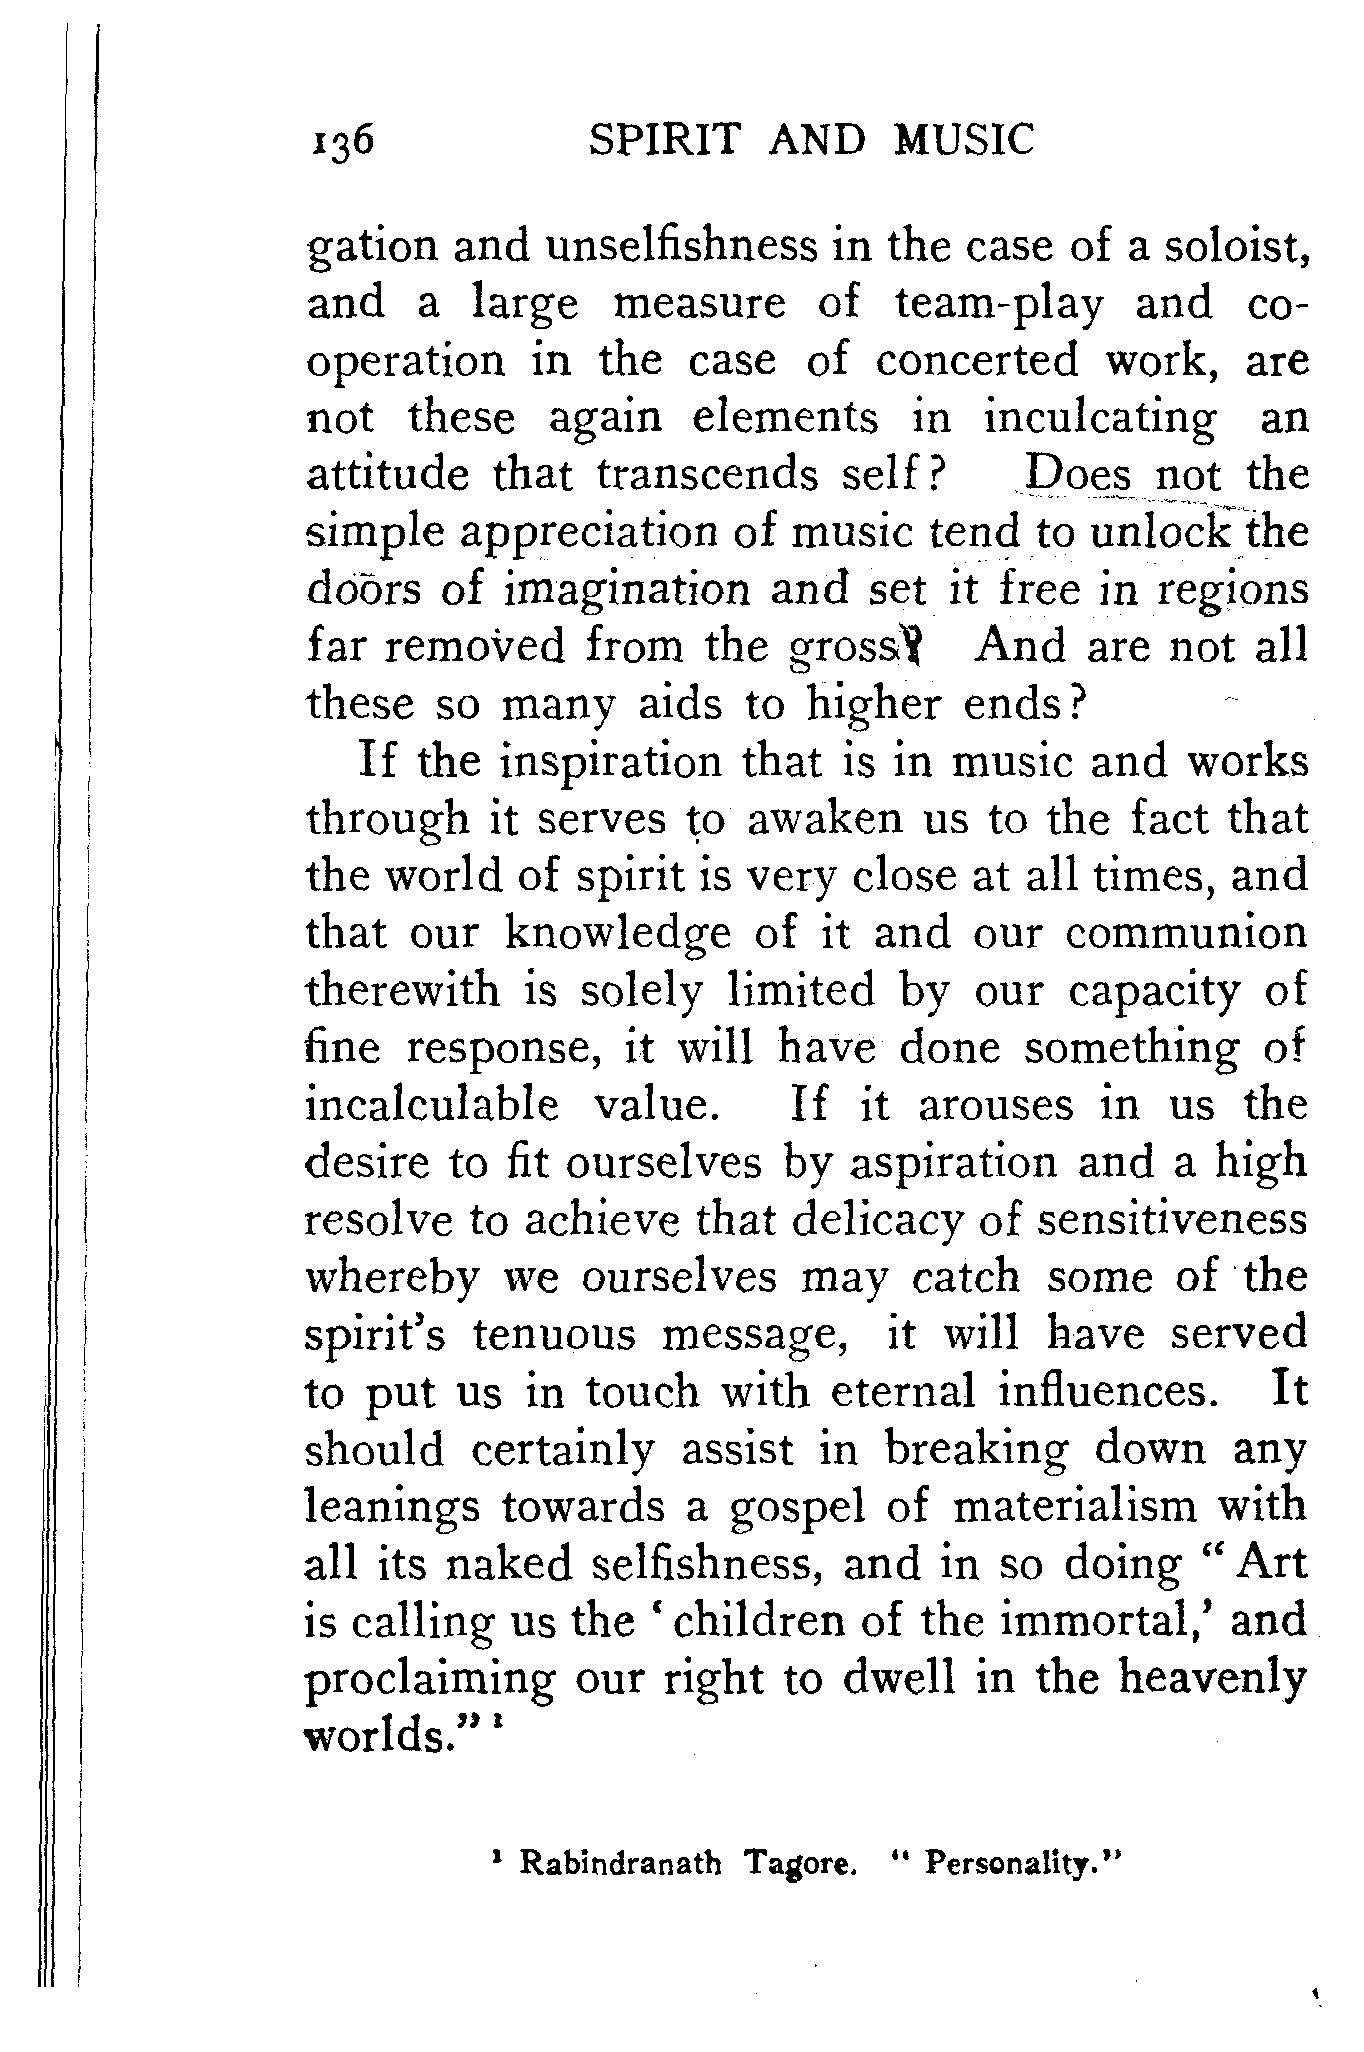 136 SPIRIT AND MUSIC
gation and unselfishness in the case of a soloist,
and a large measure of team-play and co-
operation in the case of concerted work, are
not these again elements in inculcating an
attitude that transcends self? Does not the
simple appreciation of music tend to unlock the
doors of imagination and set it free in regions
far removed from the gross? And are not all
these so many aids to higher ends?
If the inspiration that is in music and works
through it serves to awaken us to the fact that
the world of spirit is very close at all times, and
that our knowledge of it and our communion
therewith is solely limited by our capacity of
fine response, it will have done something of
incalculable value. If it arouses in us the
desire to fit ourselves by aspiration and a high
resolve to achieve that delicacy of sensitiveness
whereby we ourselves may catch some of the
spirit's tenuous message, it will have served
to put us in touch with eternal influences. It
should certainly assist in breaking down any
leanings towards a gospel of materialism with
all its naked selfishness, and in so doing “ Art
is calling us the ‘ children of the immortal,’ and
proclaiming our right to dwell in the heavenly
worlds.” ¹
¹ Rabindranath Tagore. “ Personality.”